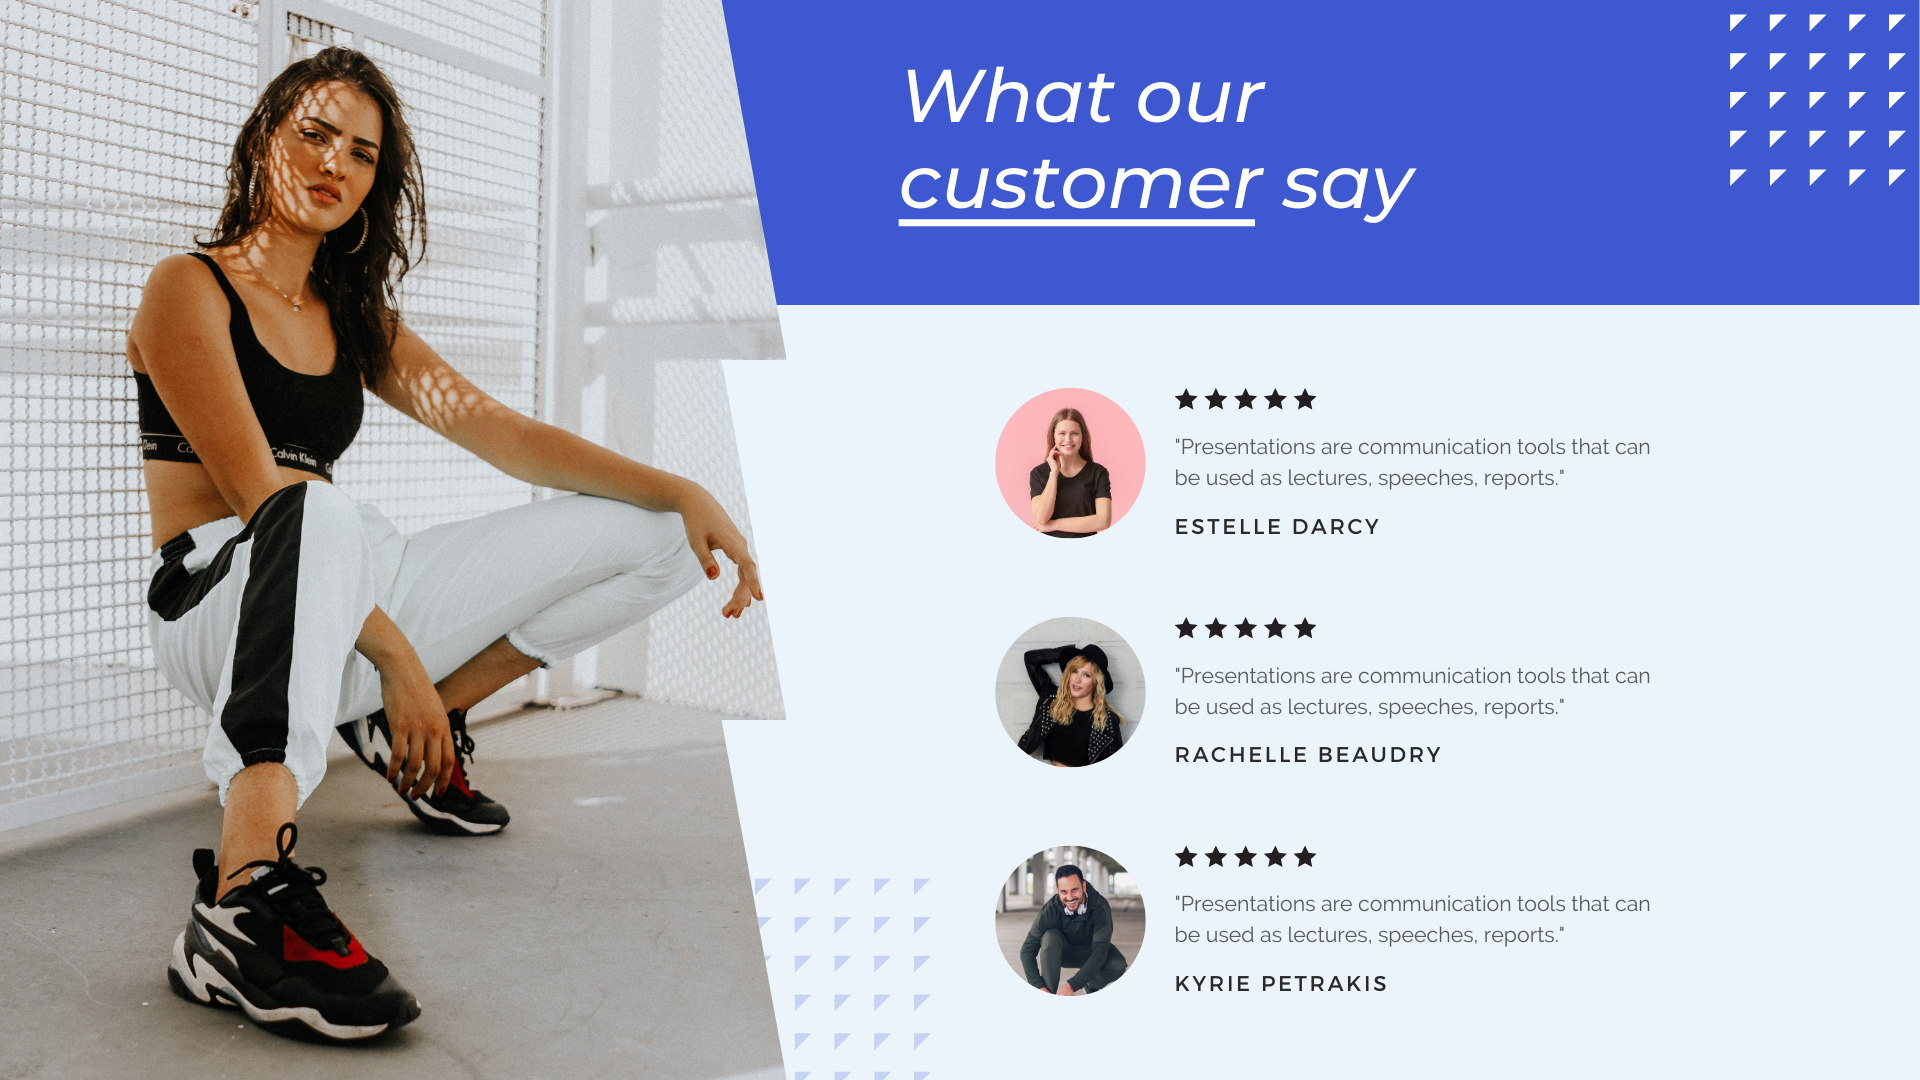 What our
customer say
"Presentations are communication tools that can
be used as lectures, speeches, reports."
ESTELLE DARCY
"Presentations are communication tools that can
be used as lectures, speeches, reports."
RACHELLE BEAUDRY
"Presentations are communication tools that can
be used as lectures, speeches, reports."
KYRIE PETRAKIS
Calvin Klein